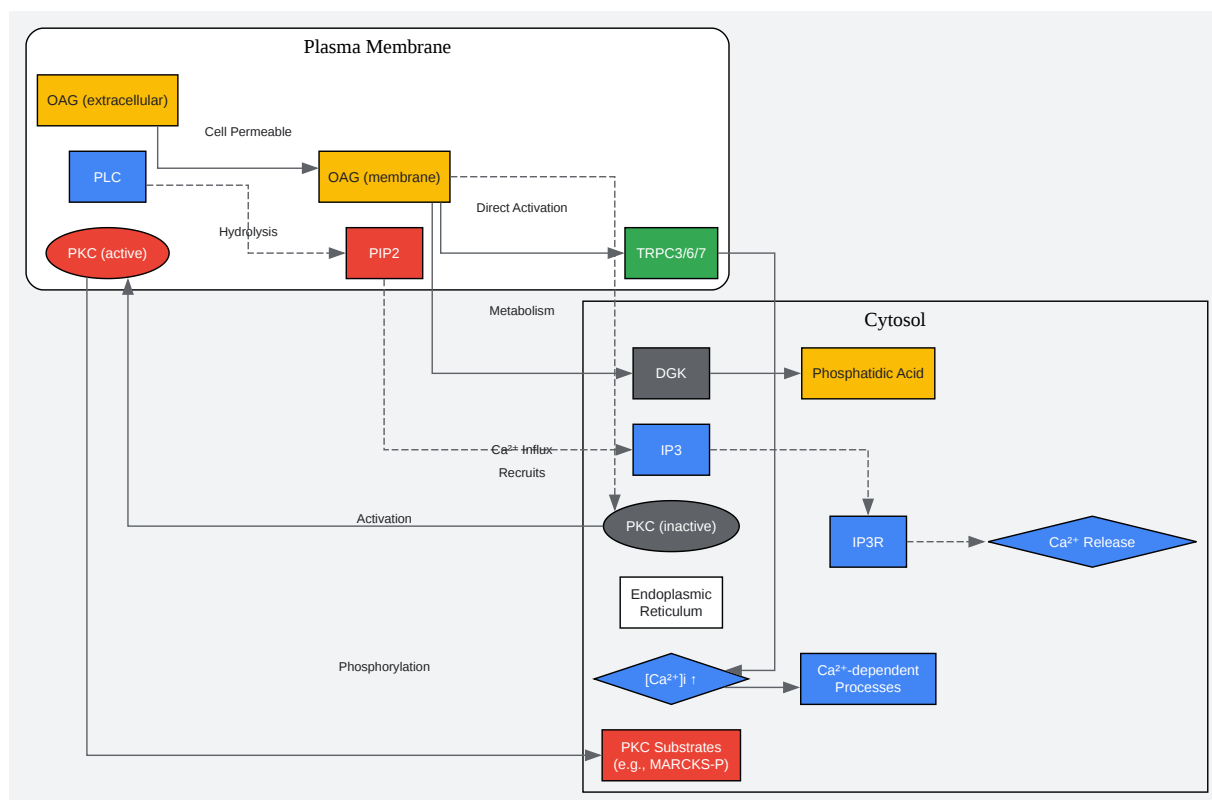 Plasma Membrane
OAG (extracellular)
Cell Permeable
PLC
OAG (membrane)
Direct Activation
Hydrolysis
PKC (active)
PIP2
TRPC3/6/7
Metabolism
Cytosol
DGK
Phosphatidic Acid
Ca²⁺ Influx
IP3
Recruits
Activation
PKC (inactive)
IP3R
Ca²⁺ Release
Endoplasmic
Reticulum
Phosphorylation
[Ca²⁺]i ↑
Ca²⁺-dependent
Processes
PKC Substrates
(e.g., MARCKS-P)